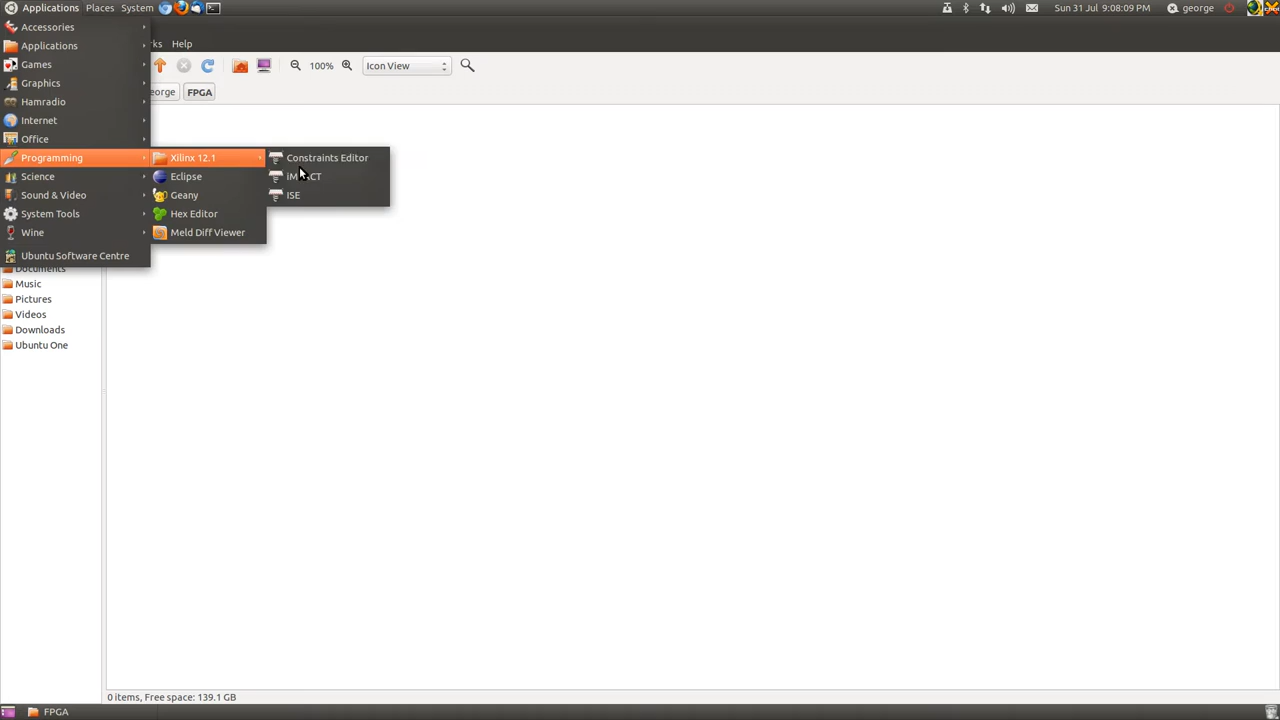 Applications Places System Sun 31 Jul 9:08:09 PM george
Accessories
Applications
Games
Graphics
Hamradio
Internet
Office
Programming
Science
Sound & Video
System Tools
Wine
Ubuntu Software Centre
Xilinx 12.1
Eclipse
Geany
Hex Editor
Meld Diff Viewer
Constraints Editor
ISE
Help
100% Icon View
FPGA
Documents
Music
Pictures
Videos
Downloads
Ubuntu One
0 items, Free space: 139.1 GB
FPGA